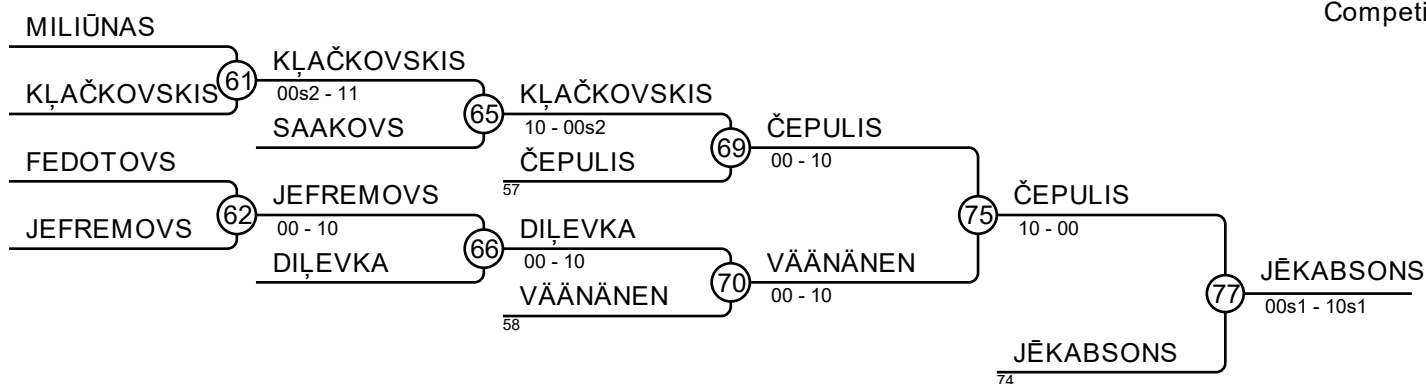 Competi
MILIŪNAS
KĻAČKOVSKIS
61
KĻAČKOVSKIS
00s2 - 11
SAAKOVS
65
KĻAČKOVSKIS
10 - 00s2
ČEPULIS
57
69
ČEPULIS
00 - 10
FEDOTOVS
JEFREMOVS
62
JEFREMOVS
00 - 10
DIĻEVKA
66
DIĻEVKA
00 - 10
VÄÄNÄNEN
58
70
VÄÄNÄNEN
00 - 10
75
ČEPULIS
10 - 00
JĒKABSONS
74
77
JĒKABSONS
00s1 - 10s1